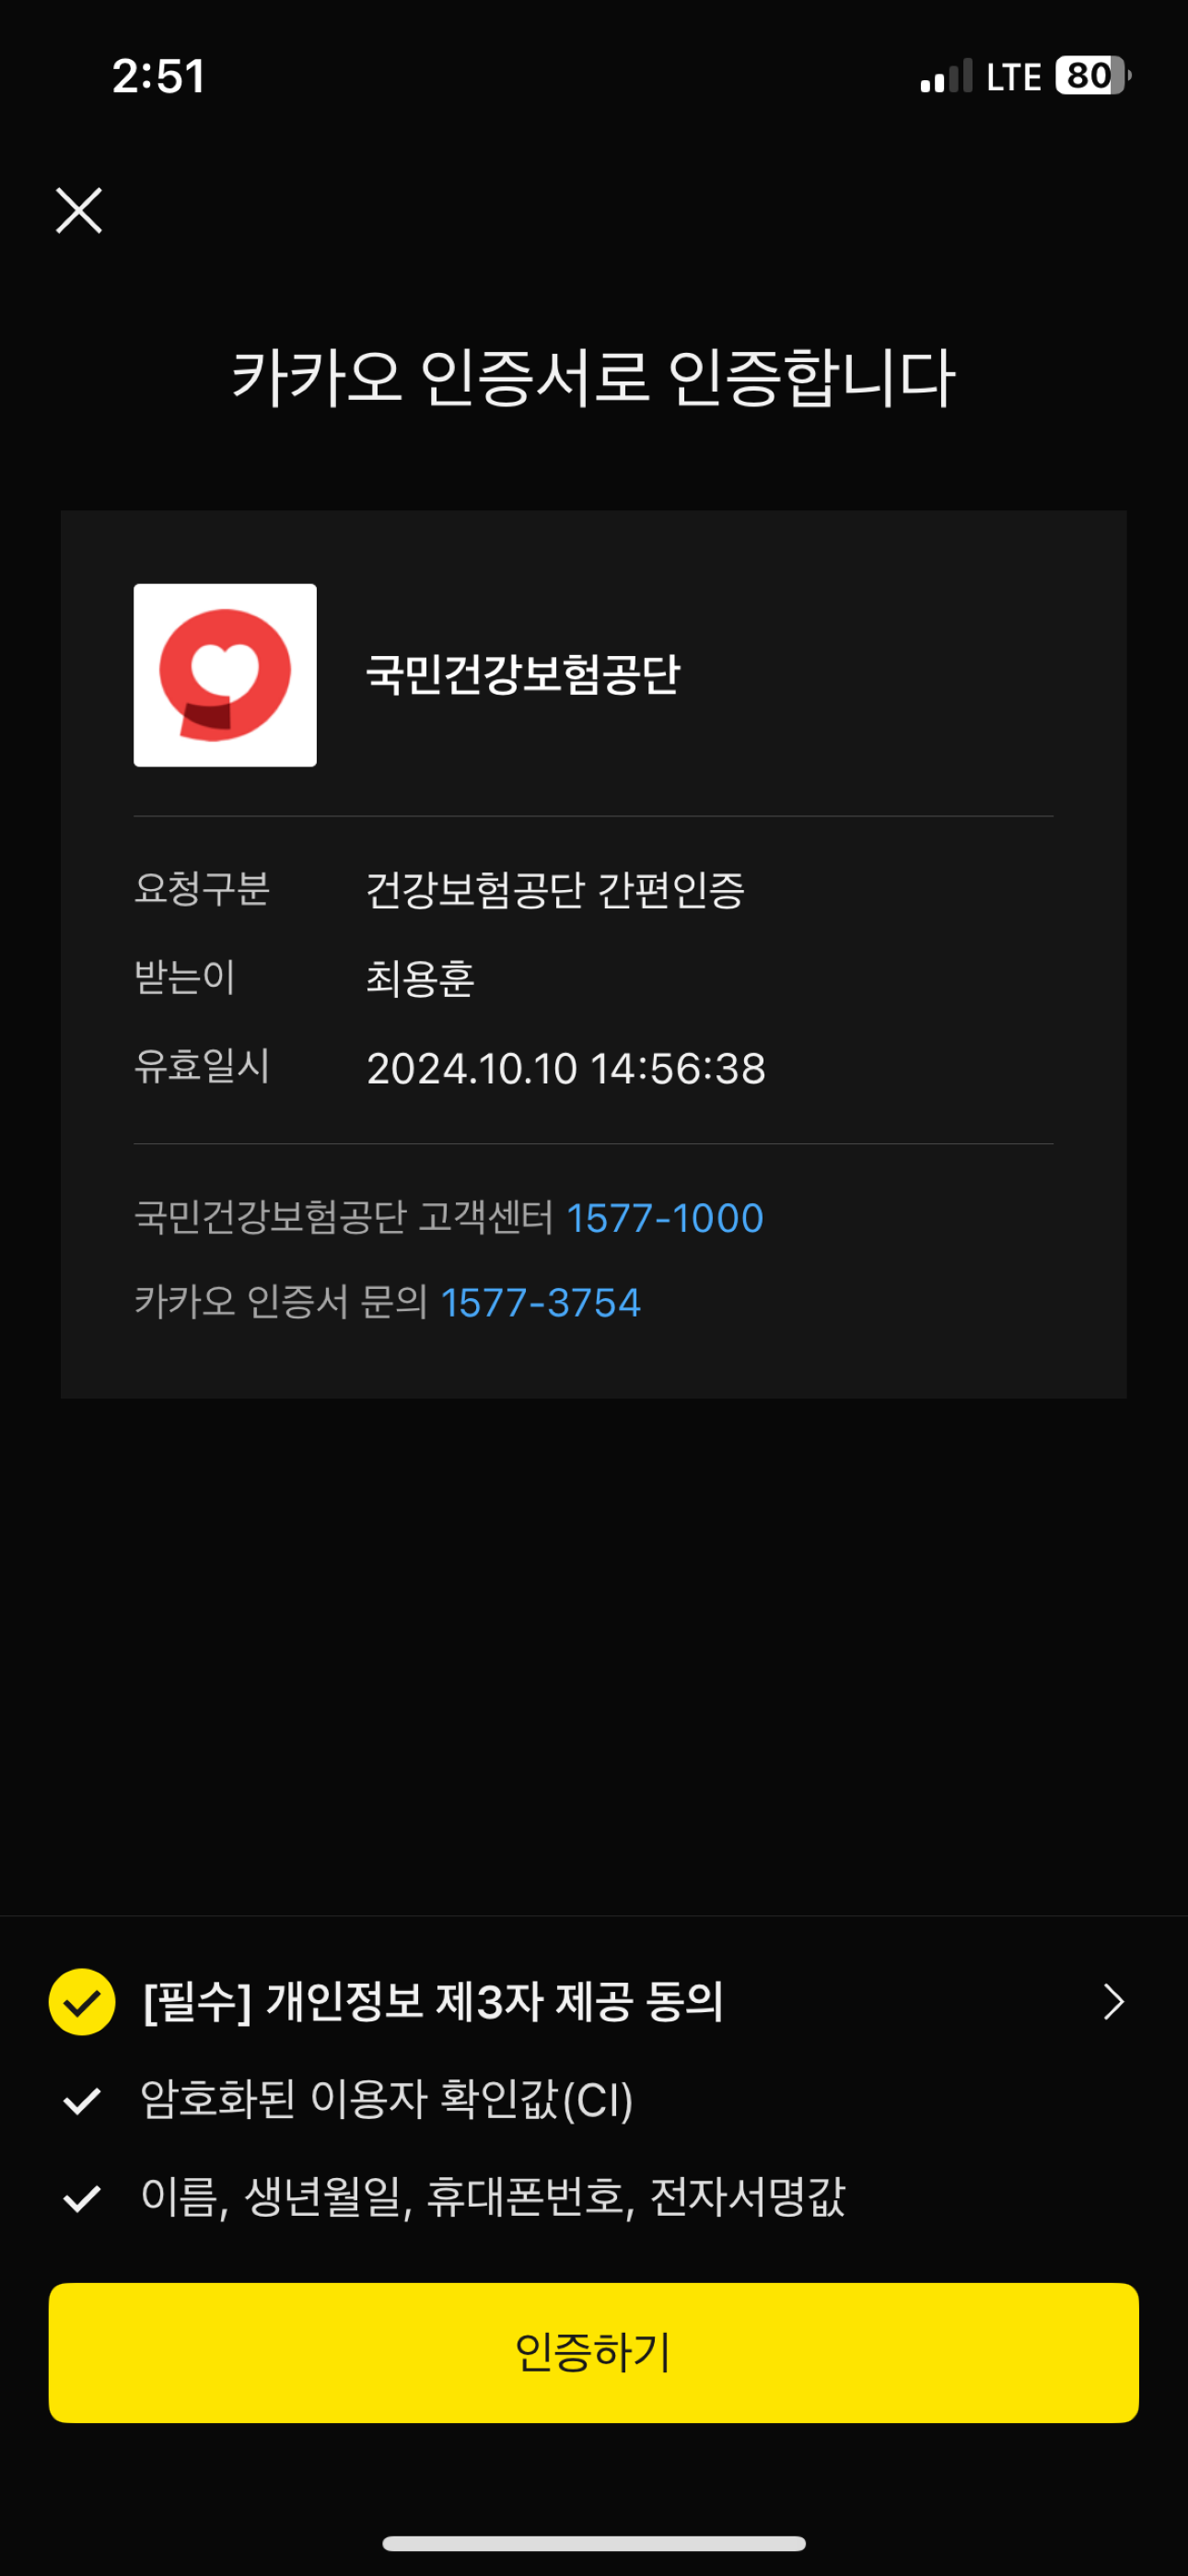 2:51
LTE 80
카카오 인증서로 인증합니다
국민건강보험공단
요청구분 건강보험공단 간편인증
받는이 최용훈
유효일시 2024.10.10 14:56:38
국민건강보험공단 고객센터 1577-1000
카카오 인증서 문의 1577-3754
[필수] 개인정보 제3자 제공 동의
암호화된 이용자 확인값(CI)
이름, 생년월일, 휴대폰번호, 전자서명값
인증하기